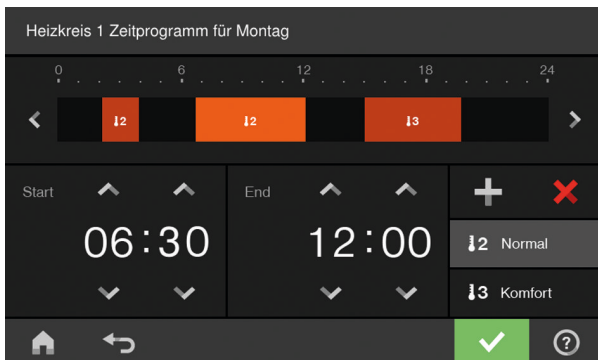 Heizkreis 1 Zeitprogramm für Montag
0 6 12 18 24
2 2 3
Start 06:30 End 12:00
2 Normal
3 Komfort
?